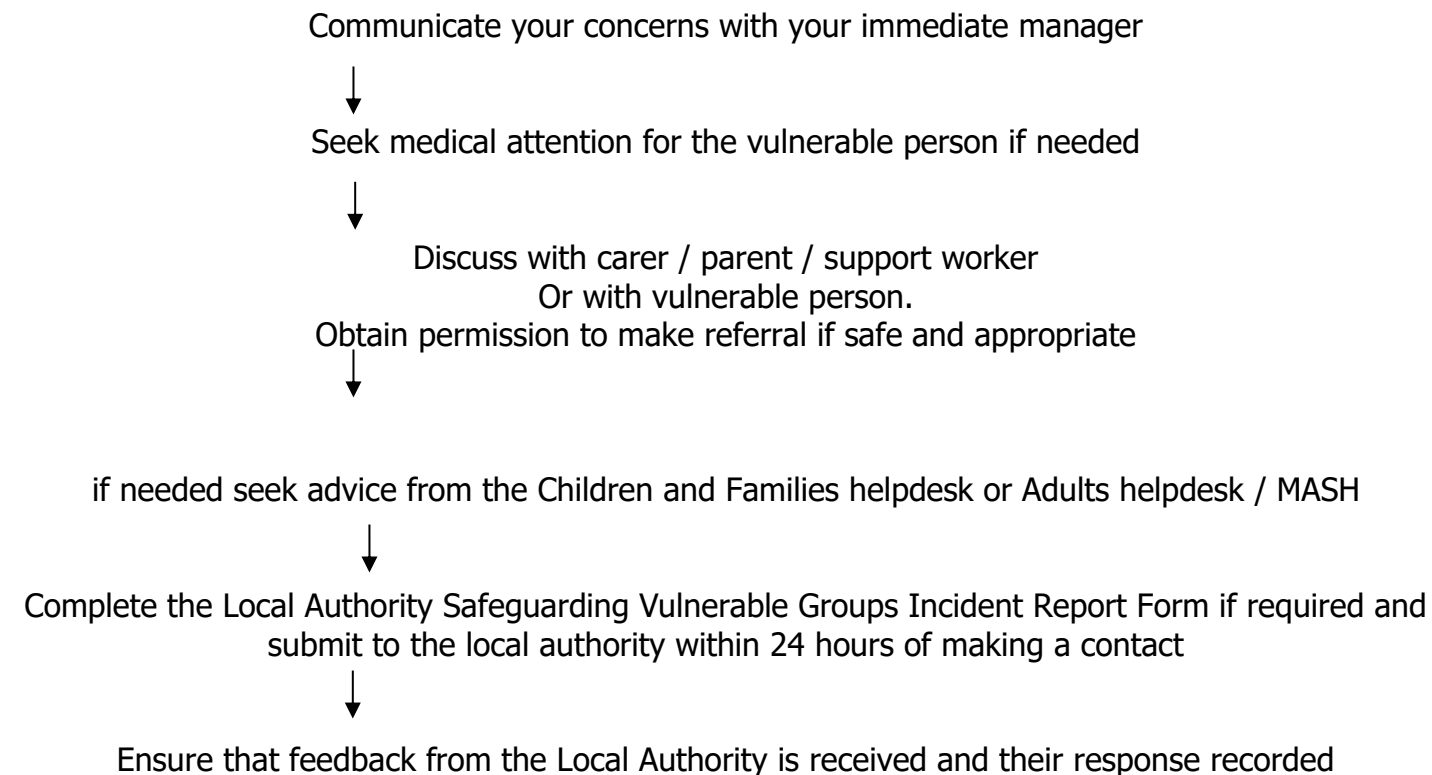 Communicate your concerns with your immediate manager
Seek medical attention for the vulnerable person if needed
Discuss with carer / parent / support worker
Or with vulnerable person.
Obtain permission to make referral if safe and appropriate
if needed seek advice from the Children and Families helpdesk or Adults helpdesk / MASH
Complete the Local Authority Safeguarding Vulnerable Groups Incident Report Form if required and
submit to the local authority within 24 hours of making a contact
Ensure that feedback from the Local Authority is received and their response recorded